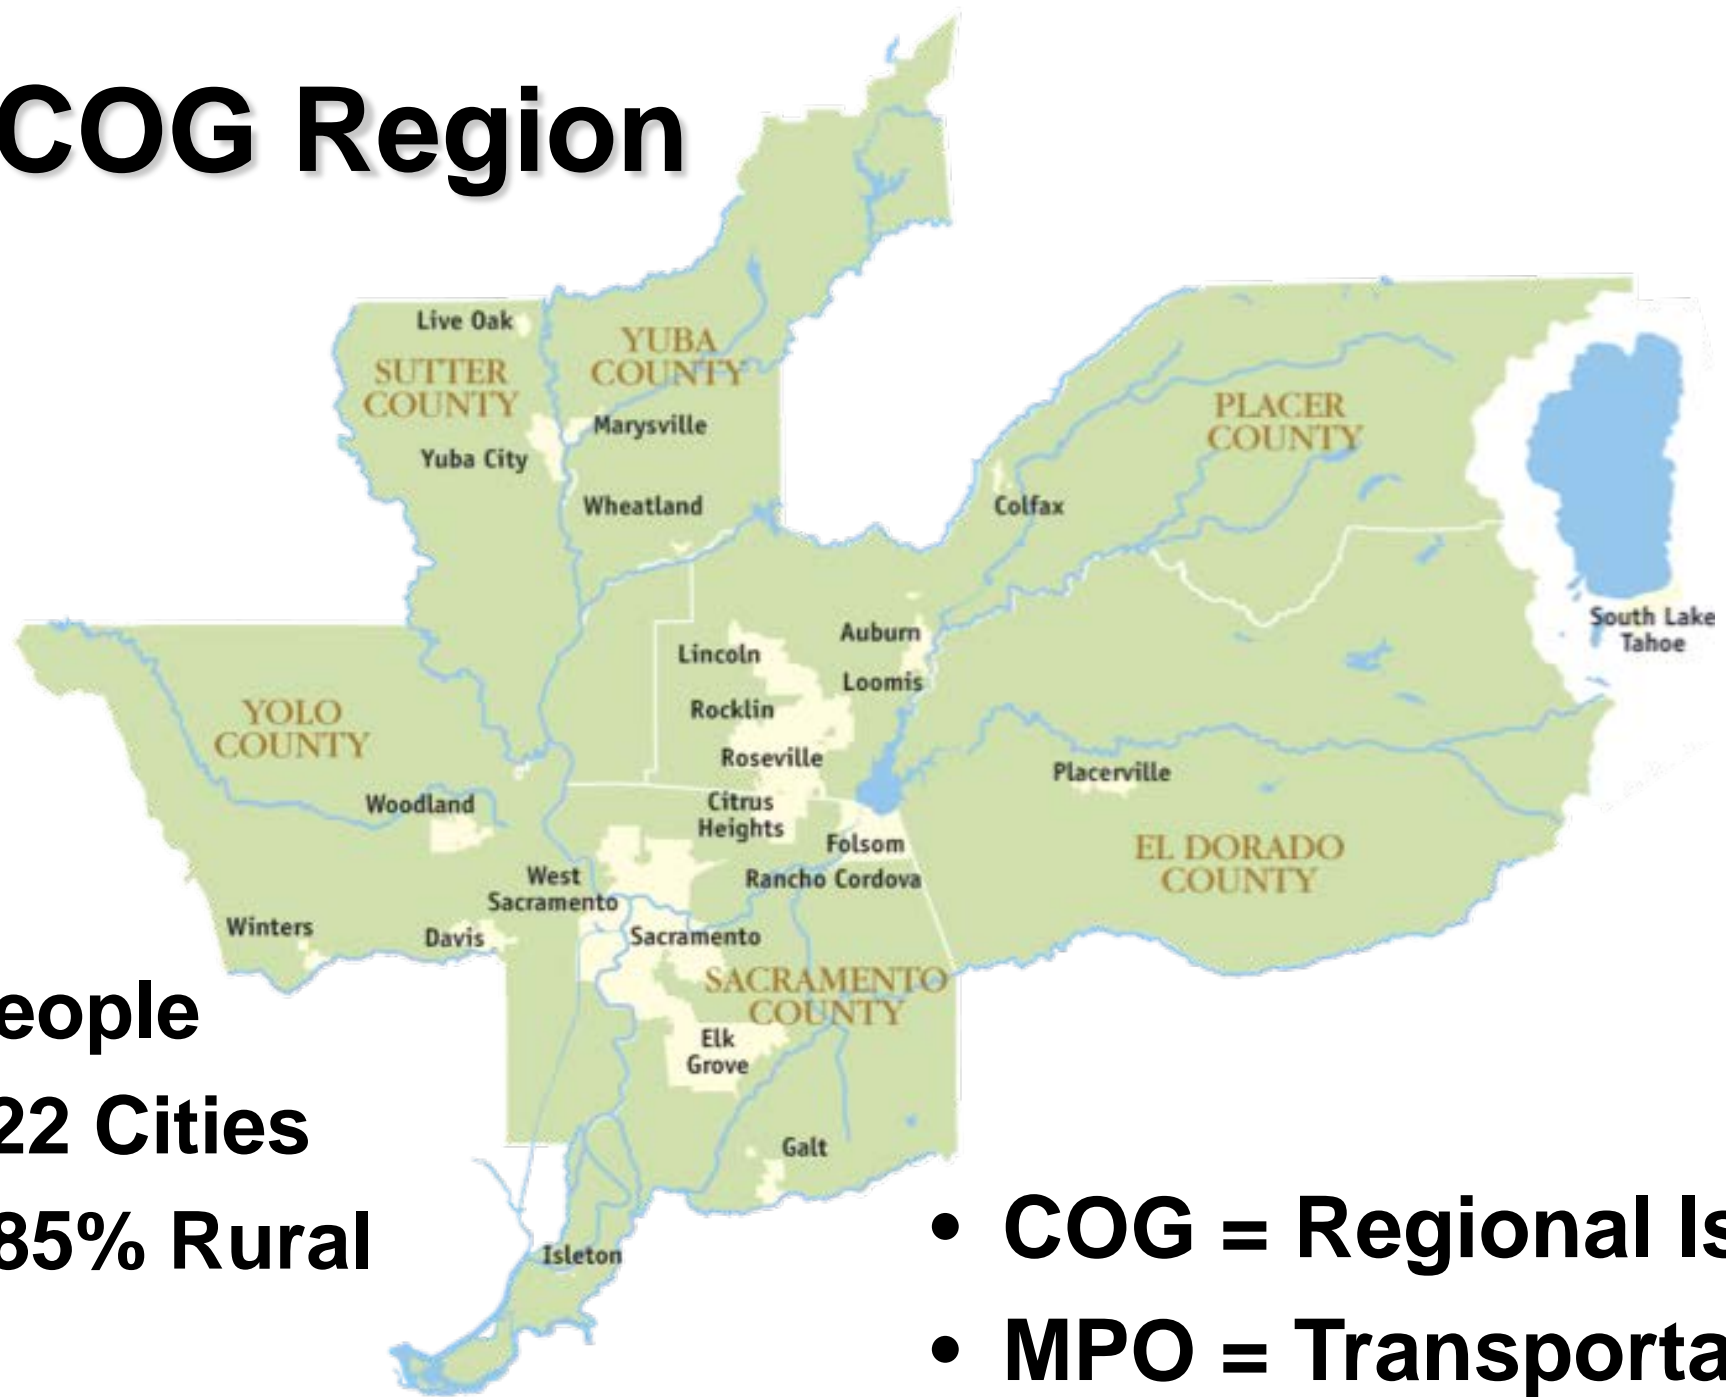 COG Region
Live Oak
YUBA
COUNTY
SUTTER
COUNTY
Marysville
Yuba City
Wheatland
PLACER
COUNTY
Colfax
South Lake
Tahoe
Auburn
Lincoln
Loomis
Rocklin
Roseville
YOLO
COUNTY
Woodland
Citrus
Heights
Placerville
Folsom
EL DORADO
COUNTY
West
Sacramento
Rancho Cordova
Winters
Davis
Sacramento
SACRAMENTO
COUNTY
Elk
Grove
Galt
Isleton
eople
22 Cities
85% Rural
• COG = Regional Is
• MPO = Transporta